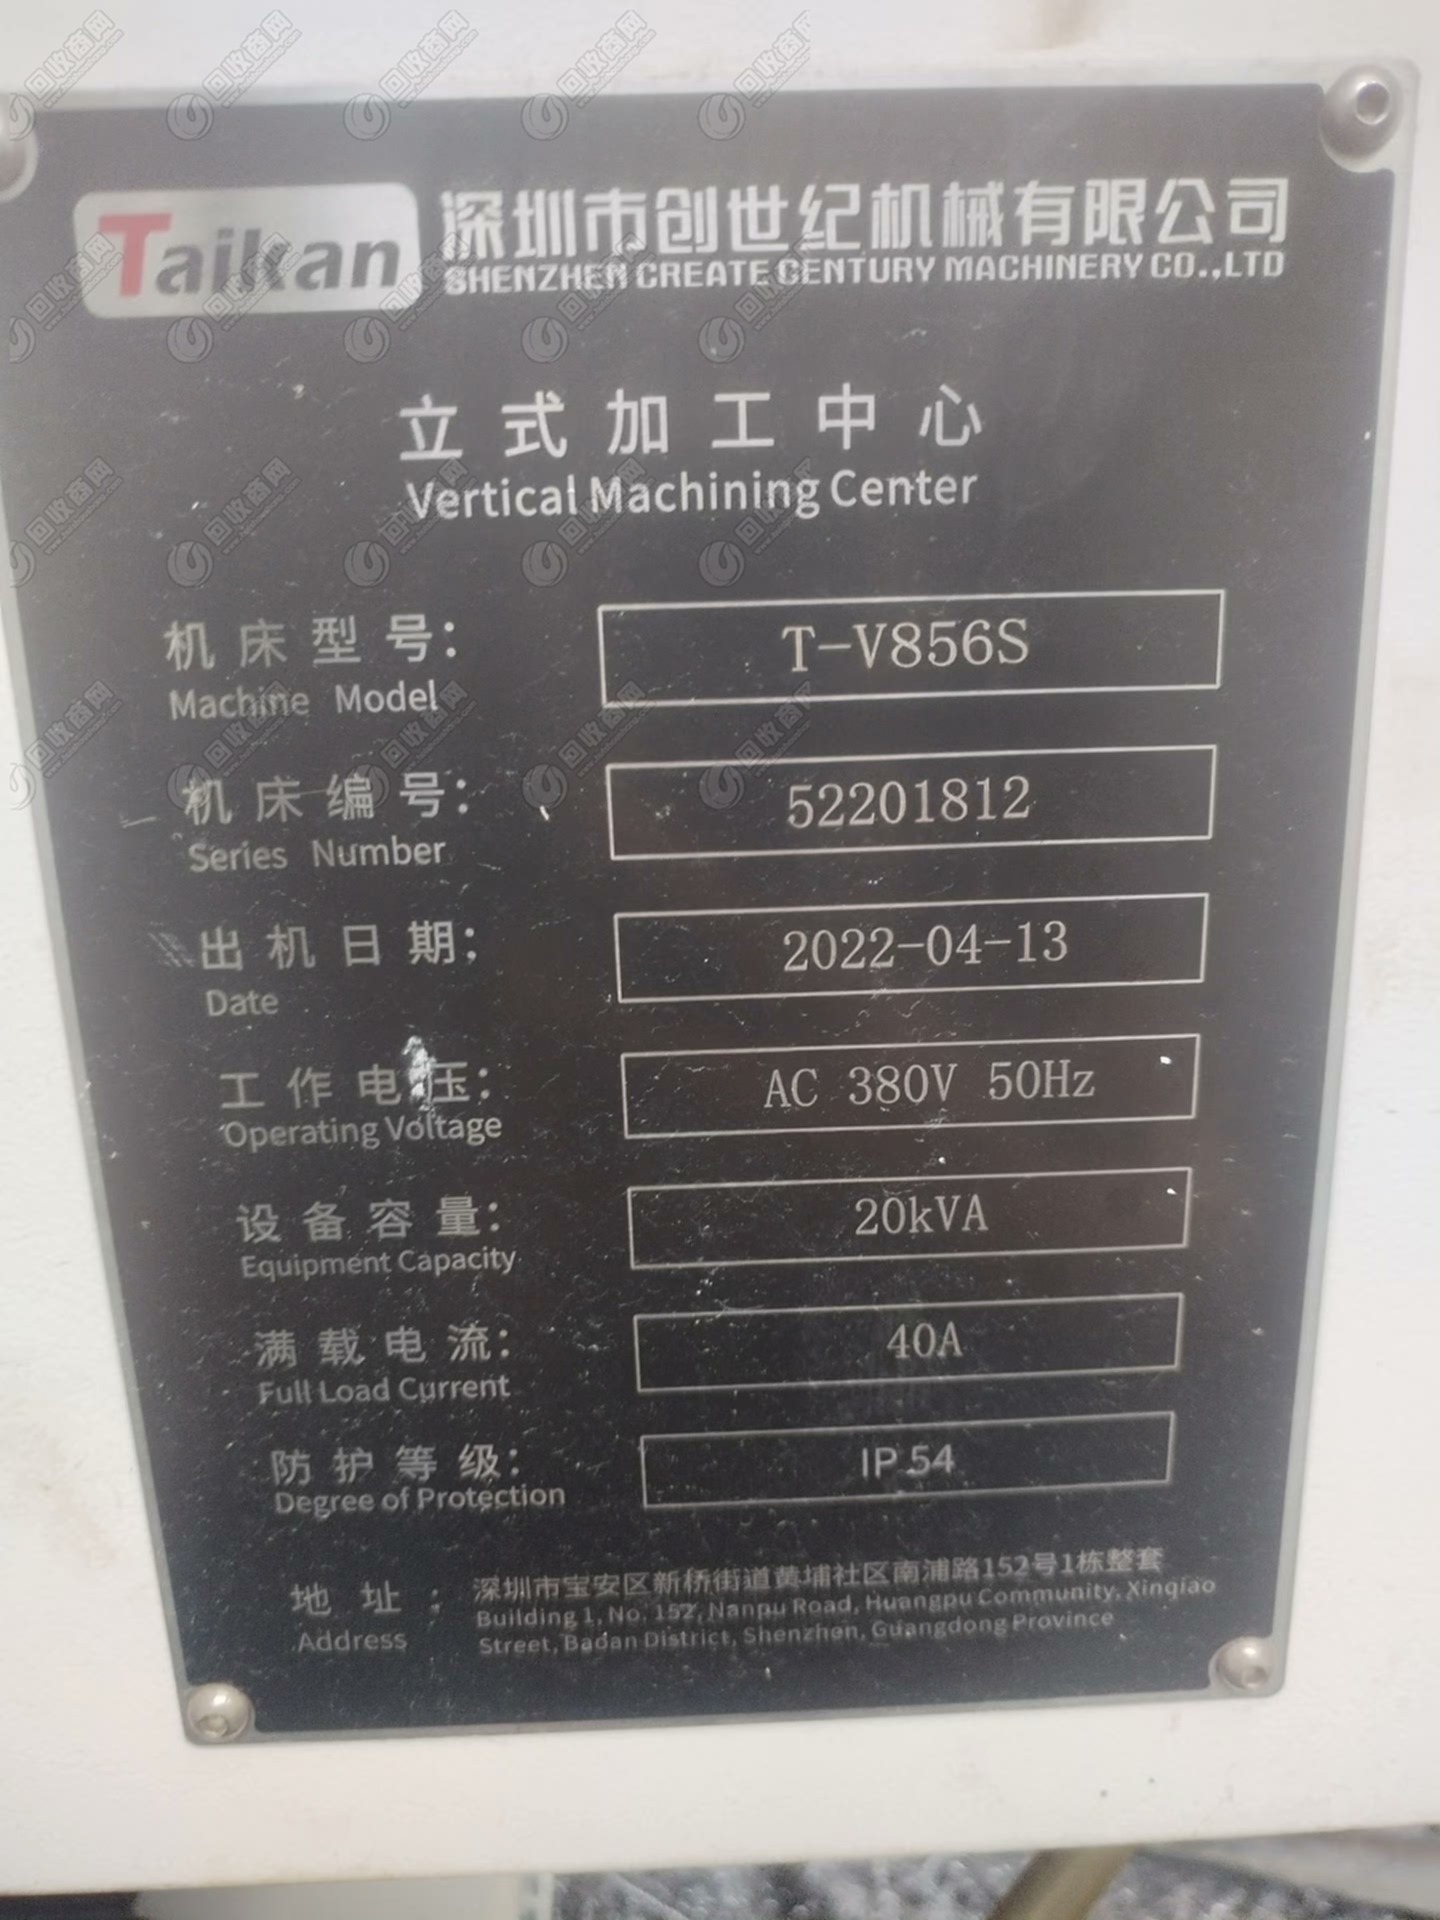 Taikan
深圳市创世纪机械有限公司
SHENZHEN CREATE CENTURY MACHINERY CO.,LTD
立式加工中心
Vertical Machining Center
机床型号: T-V856S
Machine Model
机床编号: 52201812
Series Number
出机日期: 2022-04-13
Date
工作电压: AC 380V 50Hz
Operating Voltage
设备容量: 20kVA
Equipment Capacity
满载电流: 40A
Full Load Current
防护等级: IP 54
Degree of Protection
地址: 深圳市宝安区新桥街道黄埔社区南浦路152号1栋整套
Address Building 1, No. 152, Nanpu Road, Huangpu Community, Xinqiao
Street, Baoan District, Shenzhen, Guangdong Province
回收商网